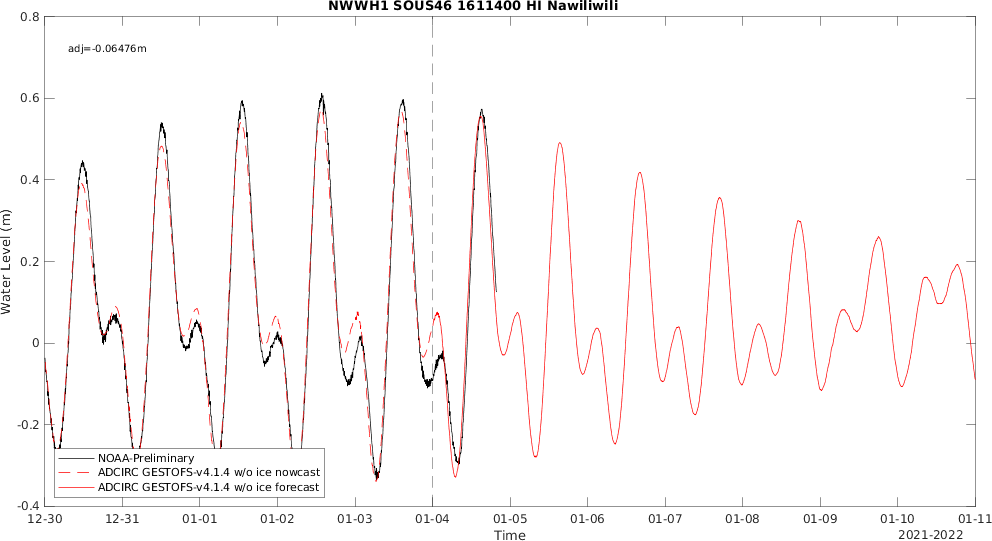 NWWH1 SOUS46 1611400 HI Nawiliwili
adj=-0.06476m
Water Level (m)
0.8
0.6
0.4
0.2
0
-0.2
-0.4
NOAA-Preliminary
ADCIRC GESTOFS-v4.1.4 w/o ice nowcast
ADCIRC GESTOFS-v4.1.4 w/o ice forecast
12-30 12-31 01-01 01-02 01-03 01-04 01-05 01-06 01-07 01-08 01-09 01-10 01-11
Time
2021-2022